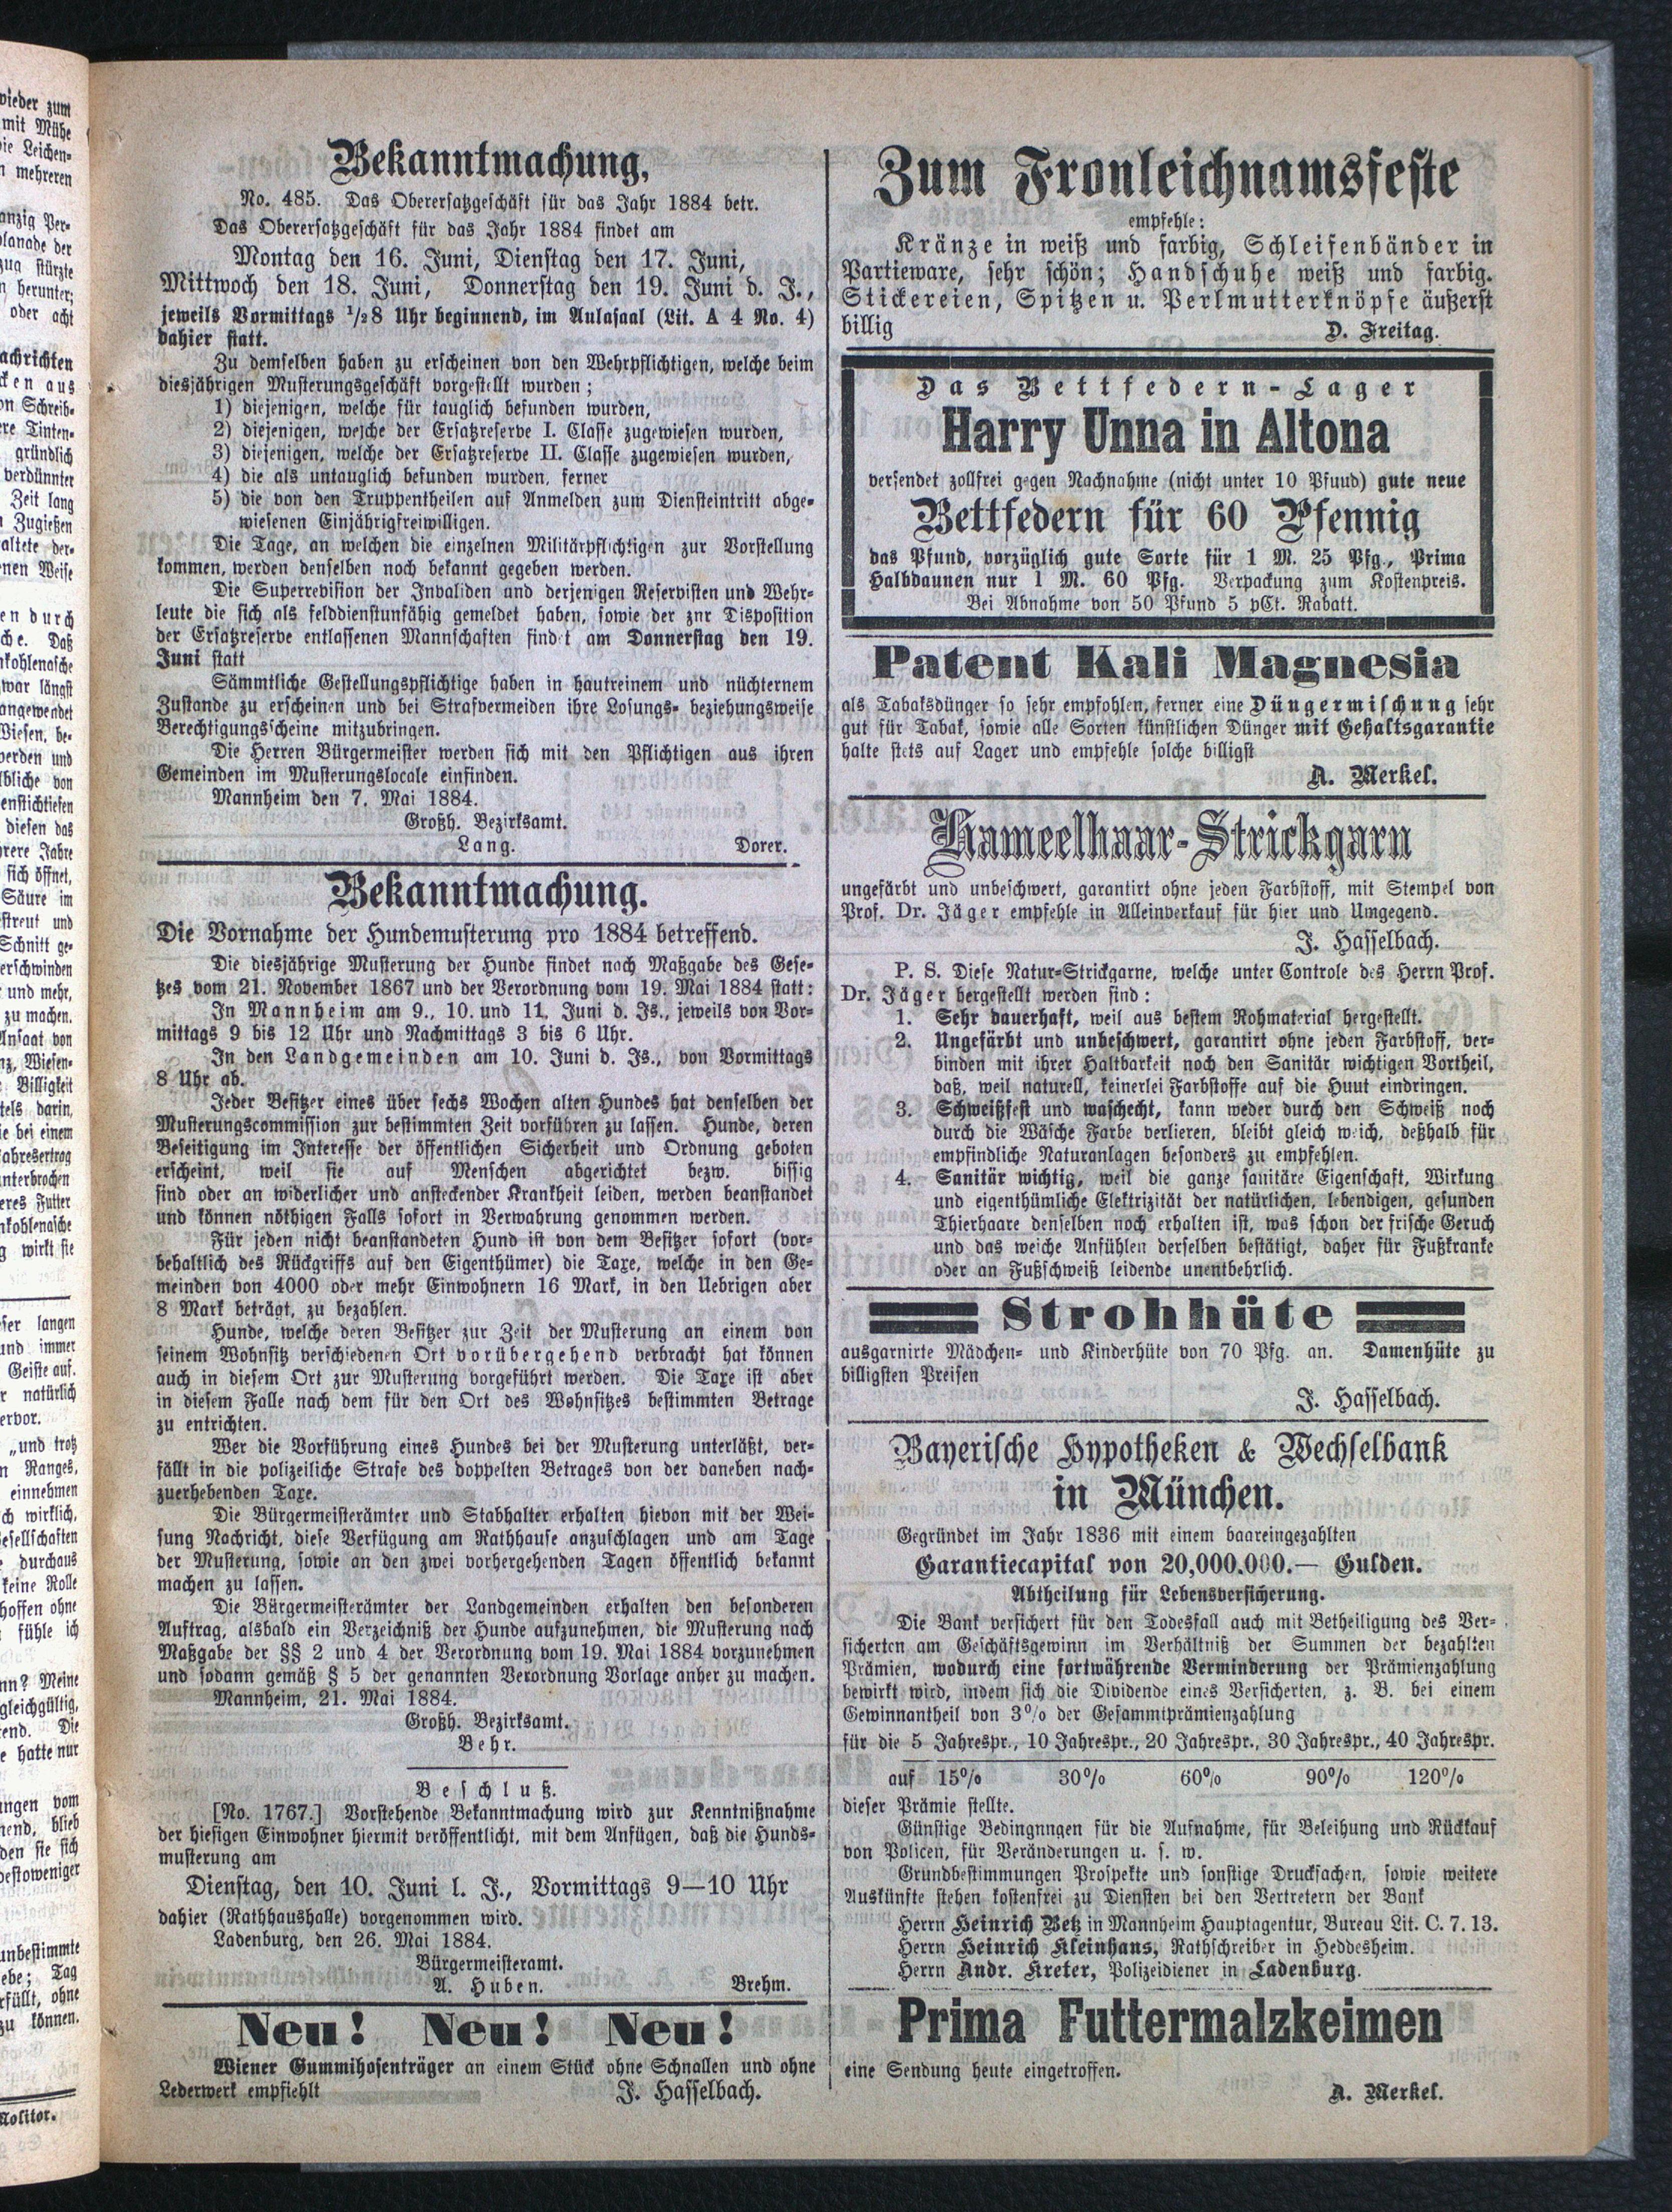 Bekanntmachung,
No. 485. Das Oberersatzgeschäft für das Jahr 1884 betr.
Das Oberersatzgeschäft für das Jahr 1884 findet am
Montag den 16. Juni, Dienstag den 17. Juni,
Mittwoch den 18. Juni, Donnerstag den 19. Juni d. J.,
jeweils Vormittags 1/28 Uhr beginnend, im Aulasaal (Lit. A 4 No. 4)
dahier statt.
Zu demselben haben zu erscheinen von den Wehrpflichtigen, welche beim
diesjährigen Musterungsgeschäft vorgestellt wurden;
1) diejenigen, welche für tauglich befunden wurden,
2) diejenigen, welche der Ersatzreserve I. Classe zugewiesen wurden,
3) diejenigen, welche der Ersatzreserve II. Classe zugewiesen wurden,
4) die als untauglich befunden wurden, ferner
5) die von den Truppentheilen auf Anmelden zum Diensteintritt abge-
wiesenen Einjährigfreiwilligen.
Die Tage, an welchen die einzelnen Militärpflichtigen zur Vorstellung
kommen, werden denselben noch bekannt gegeben werden.
Die Superrevision der Invaliden und derjenigen Reservisten und Wehr-
leute die sich als felddienstunfähig gemeldet haben, sowie der znr Disposition
der Ersatzreserve entlassenen Mannschaften findet am Donnerstag den 19.
Juni statt
Sämmtliche Gestellungspflichtige haben in hautreinem und nüchternem
Zustande zu erscheinen und bei Strafvermeiden ihre Losungs- beziehungsweise
Berechtigungsscheine mitzubringen.
Die Herren Bürgermeister werden sich mit den Pflichtigen aus ihren
Gemeinden im Musterungslocale einfinden.
Mannheim den 7. Mai 1884.
Großh. Bezirksamt.
Lang. Dorer.
Bekanntmachung.
Die Vornahme der Hundemusterung pro 1884 betreffend.
Die diesjährige Musterung der Hunde findet nach Maßgabe des Gese-
tzes vom 21. November 1867 und der Verordnung vom 19. Mai 1884 statt:
In Mannheim am 9., 10. und 11. Juni d. Js., jeweils von Vor-
mittags 9 bis 12 Uhr und Nachmittags 3 bis 6 Uhr.
In den Landgemeinden am 10. Juni d. Js., von Vormittags
8 Uhr ab.
Jeder Besitzer eines über sechs Wochen alten Hundes hat denselben der
Musterungscommission zur bestimmten Zeit vorführen zu lassen. Hunde, deren
Beseitigung im Interesse der öffentlichen Sicherheit und Ordnung geboten
erscheint, weil sie auf Menschen abgerichtet bezw. bissig
sind oder an widerlicher und ansteckender Krankheit leiden, werden beanstandet
und können nöthigen Falls sofort in Verwahrung genommen werden.
Für jeden nicht beanstandeten Hund ist von dem Besitzer sofort (vor-
behaltlich des Rückgriffs auf den Eigenthümer) die Taxe, welche in den Ge-
meinden von 4000 oder mehr Einwohnern 16 Mark, in den Uebrigen aber
8 Mark beträgt, zu bezahlen.
Hunde, welche deren Besitzer zur Zeit der Musterung an einem von
seinem Wohnsitz verschiedenen Ort vorübergehend verbracht hat können
auch in diesem Ort zur Musterung vorgeführt werden. Die Taxe ist aber
in diesem Falle nach dem für den Ort des Wohnsitzes bestimmten Betrage
zu entrichten.
Wer die Vorführung eines Hundes bei der Musterung unterläßt, ver-
fällt in die polizeiliche Strafe des doppelten Betrages von der daneben nach-
zuerhebenden Taxe.
Die Bürgermeisterämter und Stabhalter erhalten hievon mit der Wei-
sung Nachricht, diese Verfügung am Rathhause anzuschlagen und am Tage
der Musterung, sowie an den zwei vorhergehenden Tagen öffentlich bekannt
machen zu lassen.
Die Bürgermeisterämter der Landgemeinden erhalten den besonderen
Auftrag, alsbald ein Verzeichniß der Hunde aufzunehmen, die Musterung nach
Maßgabe der §§ 2 und 4 der Verordnung vom 19. Mai 1884 vorzunehmen
und sodann gemäß § 5 der genannten Verordnung Vorlage anher zu machen.
Mannheim, 21. Mai 1884.
Großh. Bezirksamt.
Behr.
Beschluß.
[No. 1767.] Vorstehende Bekanntmachung wird zur Kenntnißnahme
der hiesigen Einwohner hiermit veröffentlicht, mit dem Anfügen, daß die Hunds-
musterung am
Dienstag, den 10. Juni l. J., Vormittags 9—10 Uhr
dahier (Rathhaushalle) vorgenommen wird.
Ladenburg, den 26. Mai 1884.
Bürgermeisteramt.
A. Huben. Brehm.
Neu! Neu! Neu!
Wiener Gummihosenträger an einem Stück ohne Schnallen und ohne
Lederwerk empfiehlt J. Hasselbach.
Zum Fronleichnamsfeste
empfehle:
Kränze in weiß und farbig, Schleifenbänder in
Partieware, sehr schön; Handschuhe weiß und farbig.
Stickereien, Spitzen u. Perlmutterknöpfe äußerst
billig D. Freitag.
Das Bettfedern-Lager
Harry Unna in Altona
versendet zollfrei gegen Nachnahme (nicht unter 10 Pfund) gute neue
Bettfedern für 60 Pfennig
das Pfund, vorzüglich gute Sorte für 1 M. 25 Pfg., Prima
Halbdaunen nur 1 M. 60 Pfg. Verpackung zum Kostenpreis.
Bei Abnahme von 50 Pfund 5 pCt. Rabatt.
Patent Kali Magnesia
als Tabaksdünger so sehr empfohlen, ferner eine Düngermischung sehr
gut für Tabak, sowie alle Sorten künstlichen Dünger mit Gehaltsgarantie
halte stets auf Lager und empfehle solche billigst
A. Merkel.
Kameelhaar-Strickgarn
ungefärbt und unbeschwert, garantirt ohne jeden Farbstoff, mit Stempel von
Prof. Dr. Jäger empfehle in Alleinverkauf für hier und Umgegend.
J. Hasselbach.
P. S. Diese Natur-Strickgarne, welche unter Controle des Herrn Prof.
Dr. Jäger hergestellt werden sind:
1. Sehr dauerhaft, weil aus bestem Rohmaterial hergestellt.
2. Ungefärbt und unbeschwert, garantirt ohne jeden Farbstoff, ver-
binden mit ihrer Haltbarkeit noch den Sanitär wichtigen Vortheil,
daß, weil naturell, keinerlei Farbstoffe auf die Huut eindringen.
3. Schweißfest und waschecht, kann weder durch den Schweiß noch
durch die Wäsche Farbe verlieren, bleibt gleich weich, deßhalb für
empfindliche Naturanlagen besonders zu empfehlen.
4. Sanitär wichtig, weil die ganze sanitäre Eigenschaft, Wirkung
und eigenthümliche Elektrizität der natürlichen, lebendigen, gesunden
Thierhaare denselben noch erhalten ist, was schon der frische Geruch
und das weiche Anfühlen derselben bestätigt, daher für Fußkranke
oder an Fußschweiß leidende unentbehrlich.
Strohhüte
ausgarnirte Mädchen- und Kinderhüte von 70 Pfg. an. Damenhüte zu
billigsten Preisen
J. Hasselbach.
Bayerische Hypotheken & Wechselbank
in München.
Gegründet im Jahr 1836 mit einem baareingezahlten
Garantiecapital von 20,000.000.— Gulden.
Abtheilung für Lebensversicherung.
Die Bank versichert für den Todesfall auch mit Betheiligung des Ver-
sicherten am Geschäftsgewinn im Verhältniß der Summen der bezahlten
Prämien, wodurch eine fortwährende Verminderung der Prämienzahlung
bewirkt wird, indem sich die Dividende eines Versicherten, z. B. bei einem
Gewinnantheil von 3% der Gesammtprämienzahlung
für die 5 Jahrespr., 10 Jahrespr., 20 Jahrespr., 30 Jahrespr., 40 Jahrespr.
auf 15% 30% 60% 90% 120%
dieser Prämie stellte.
Günstige Bedingnngen für die Aufnahme, für Beleihung und Rückkauf
von Policen, für Veränderungen u. s. w.
Grundbestimmungen Prospekte und sonstige Drucksachen, sowie weitere
Auskünfte stehen kostenfrei zu Diensten bei den Vertretern der Bank
Herrn Heinrich Betz in Mannheim Hauptagentur, Bureau Lit. C. 7. 13.
Herrn Heinrich Kleinhans, Rathschreiber in Heddesheim.
Herrn Andr. Kreter, Polizeidiener in Ladenburg.
Prima Futtermalzkeimen
eine Sendung heute eingetroffen.
A. Merkel.